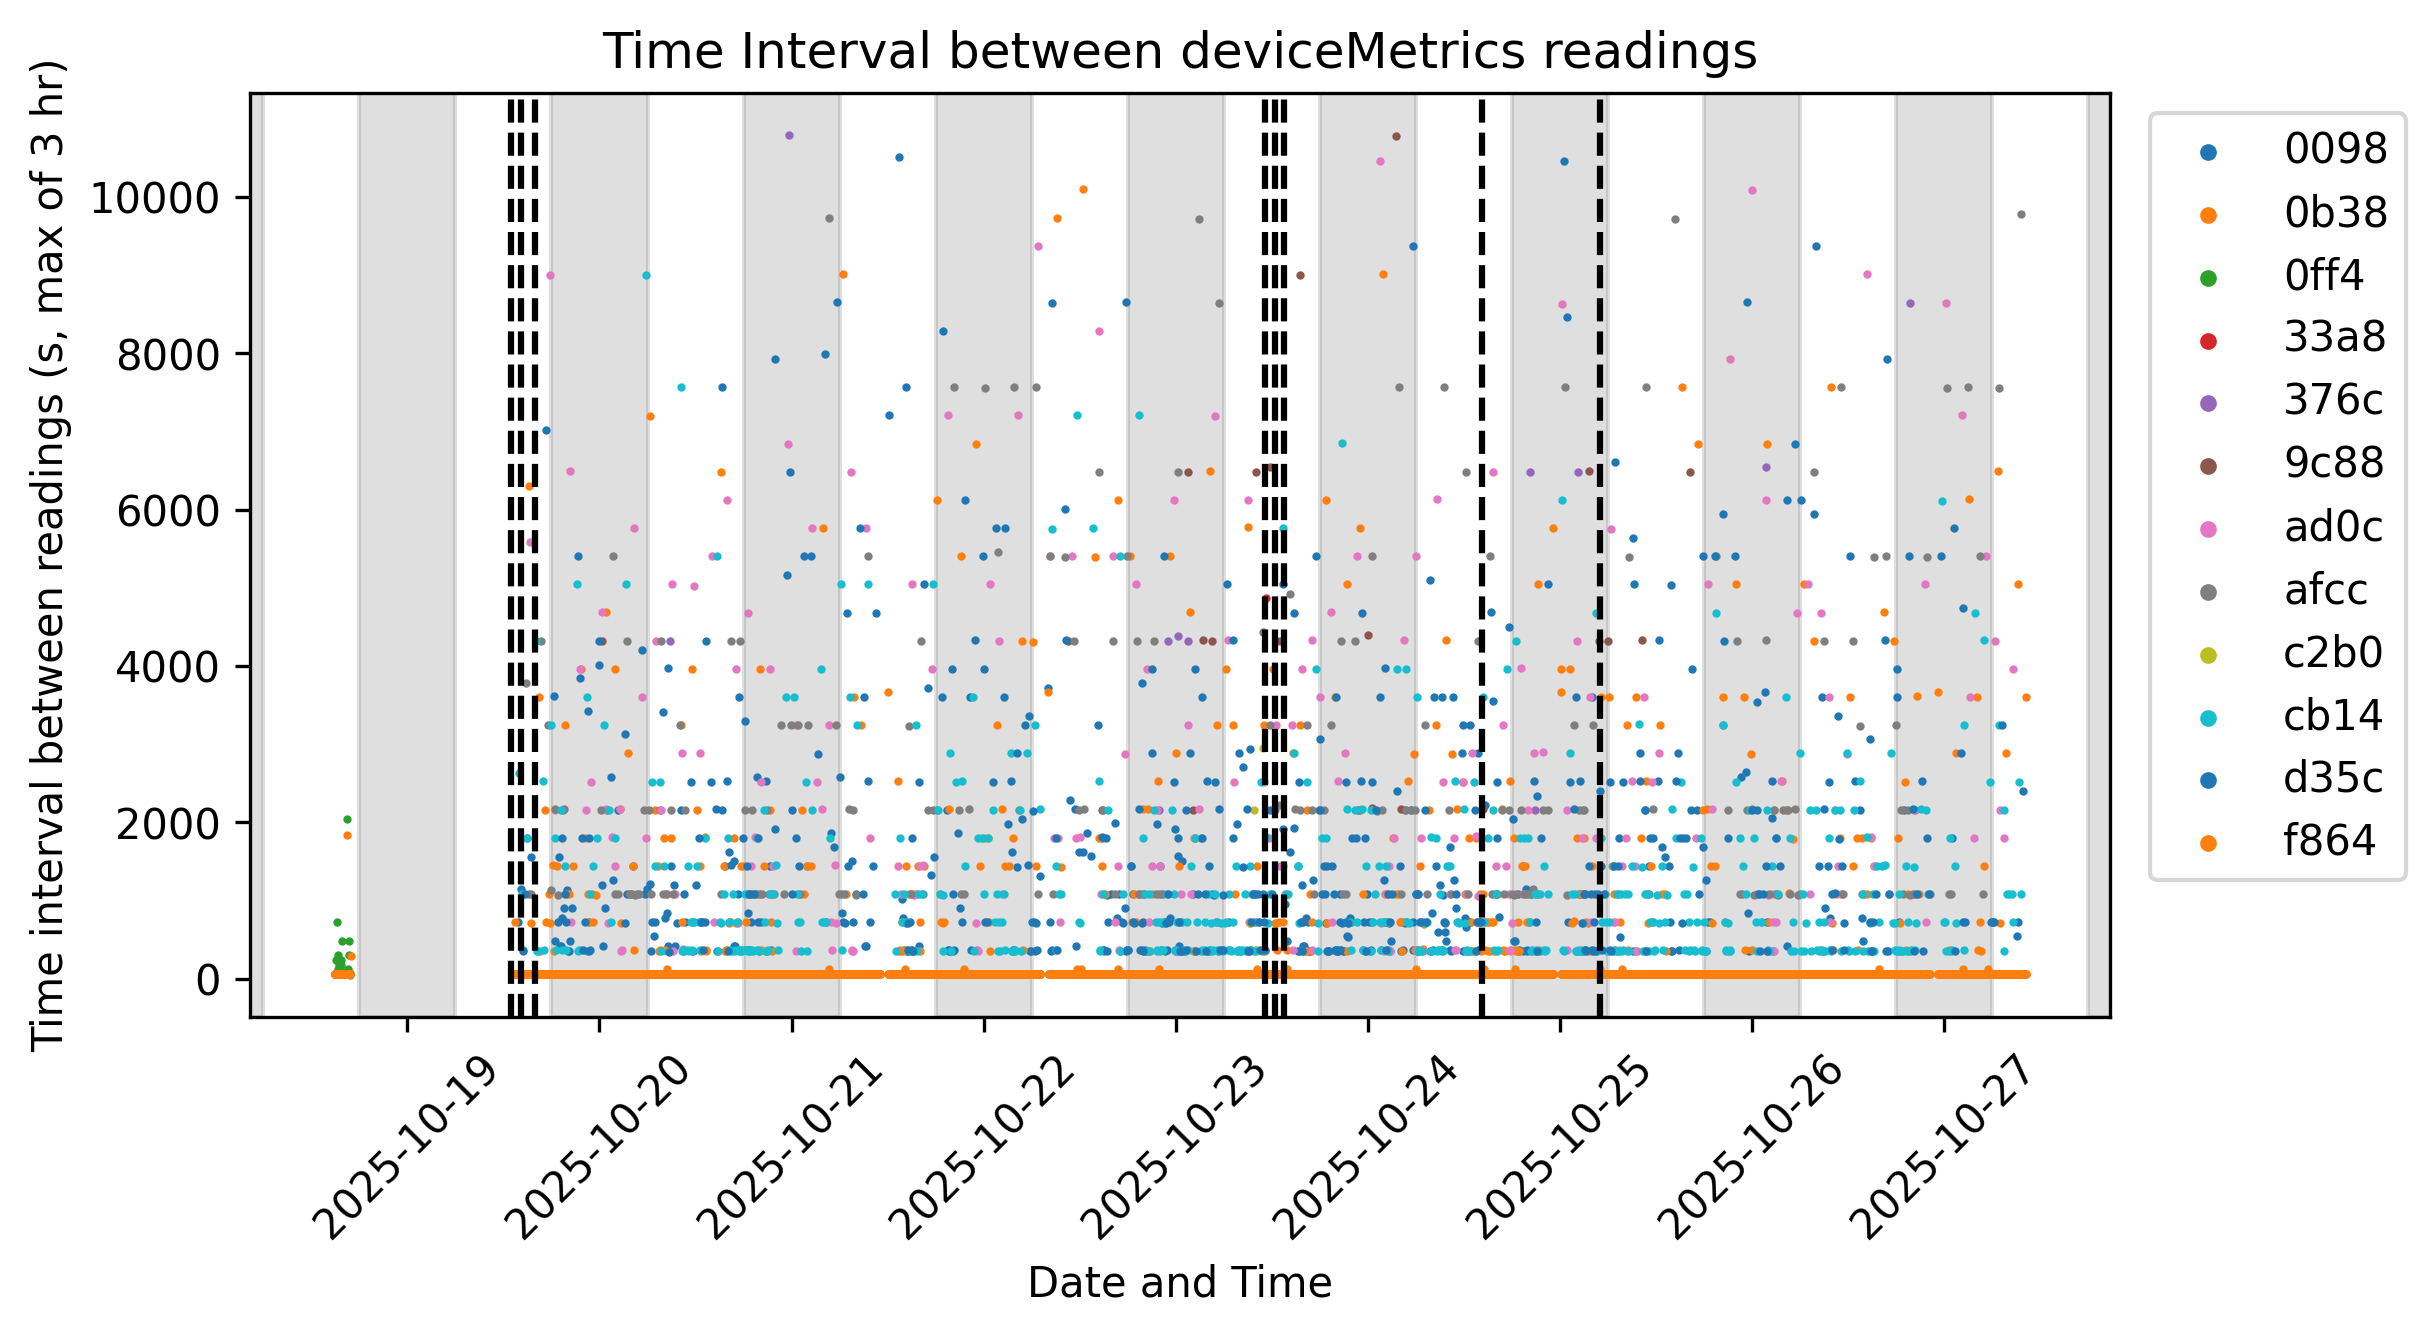 Time Interval between deviceMetrics readings
Time interval between readings (s, max of 3 hr)
10000
8000
6000
4000
2000
0
2025-10-19
2025-10-20
2025-10-21
2025-10-22
2025-10-23
2025-10-24
2025-10-25
2025-10-26
2025-10-27
Date and Time
0098
0b38
0ff4
33a8
376c
9c88
ad0c
afcc
c2b0
cb14
d35c
f864